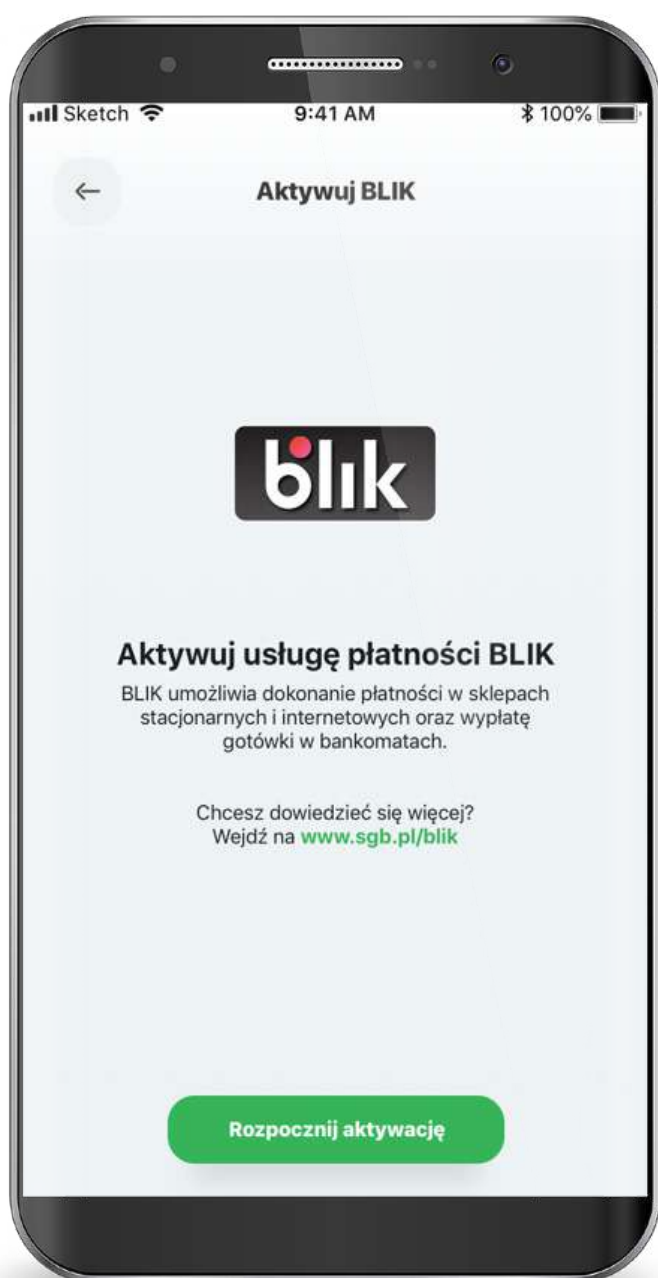 Sketch 9:41 AM 100%
Aktywuj BLIK
blik
Aktywuj usługę płatności BLIK
BLIK umożliwia dokonanie płatności w sklepach
stacjonarnych i internetowych oraz wypłatę
gotówki w bankomatach.
Chcesz dowiedzieć się więcej?
Wejdź na www.sgb.pl/blik
Rozpocznij aktywację